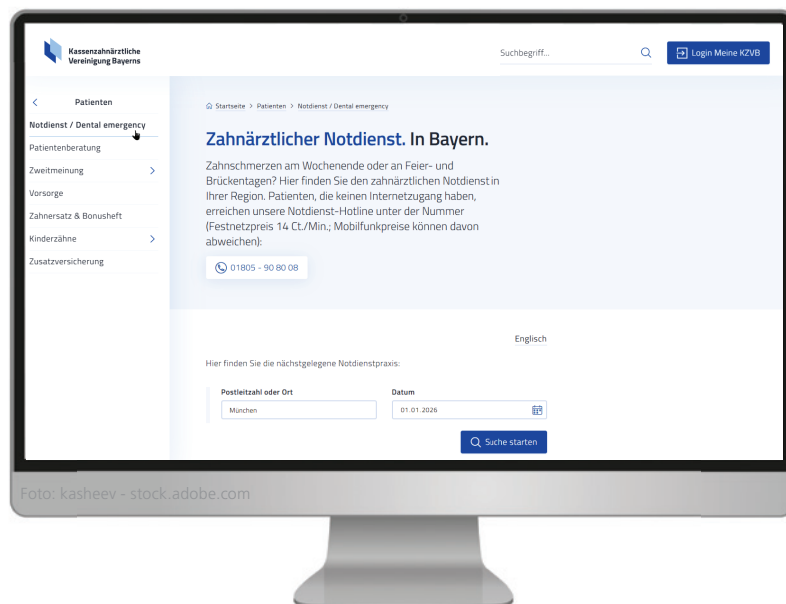 Kassenzahnärztliche
Vereinigung Bayerns
Suchbegriff...
Login Meine KZVB
Patienten
Notdienst / Dental emergency
Patientenberatung
Zweitmeinung
Vorsorge
Zahnersatz & Bonusheft
Kinderzähne
Zusatzversicherung
Startseite > Patienten > Notdienst / Dental emergency
Zahnärztlicher Notdienst. In Bayern.
Zahnschmerzen am Wochenende oder an Feier- und
Brückentagen? Hier finden Sie den zahnärztlichen Notdienst in
Ihrer Region. Patienten, die keinen Internetzugang haben,
erreichen unsere Notdienst-Hotline unter der Nummer
(Festnetzpreis 14 Ct./Min.; Mobilfunkpreise können davon
abweichen):
01805 - 90 80 08
Englisch
Hier finden Sie die nächstgelegene Notdienstpraxis:
Postleitzahl oder Ort
Datum
München
01.01.2026
Suche starten
Foto: kasheev - stock.adobe.com